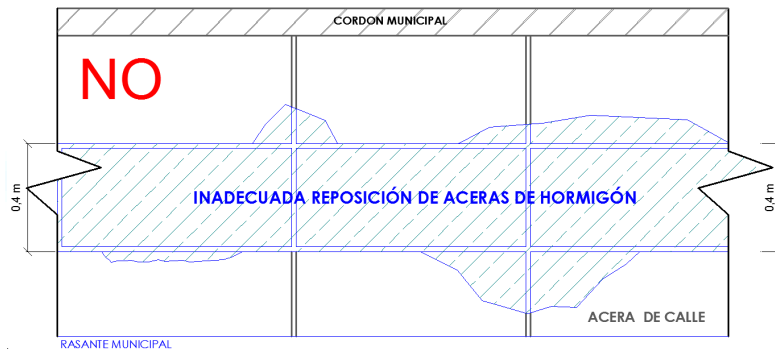 CORDON MUNICIPAL
NO
0,4 m
INADECUADA REPOSICIÓN DE ACERAS DE HORMIGÓN
0,4 m
ACERA DE CALLE
RASANTE MUNICIPAL